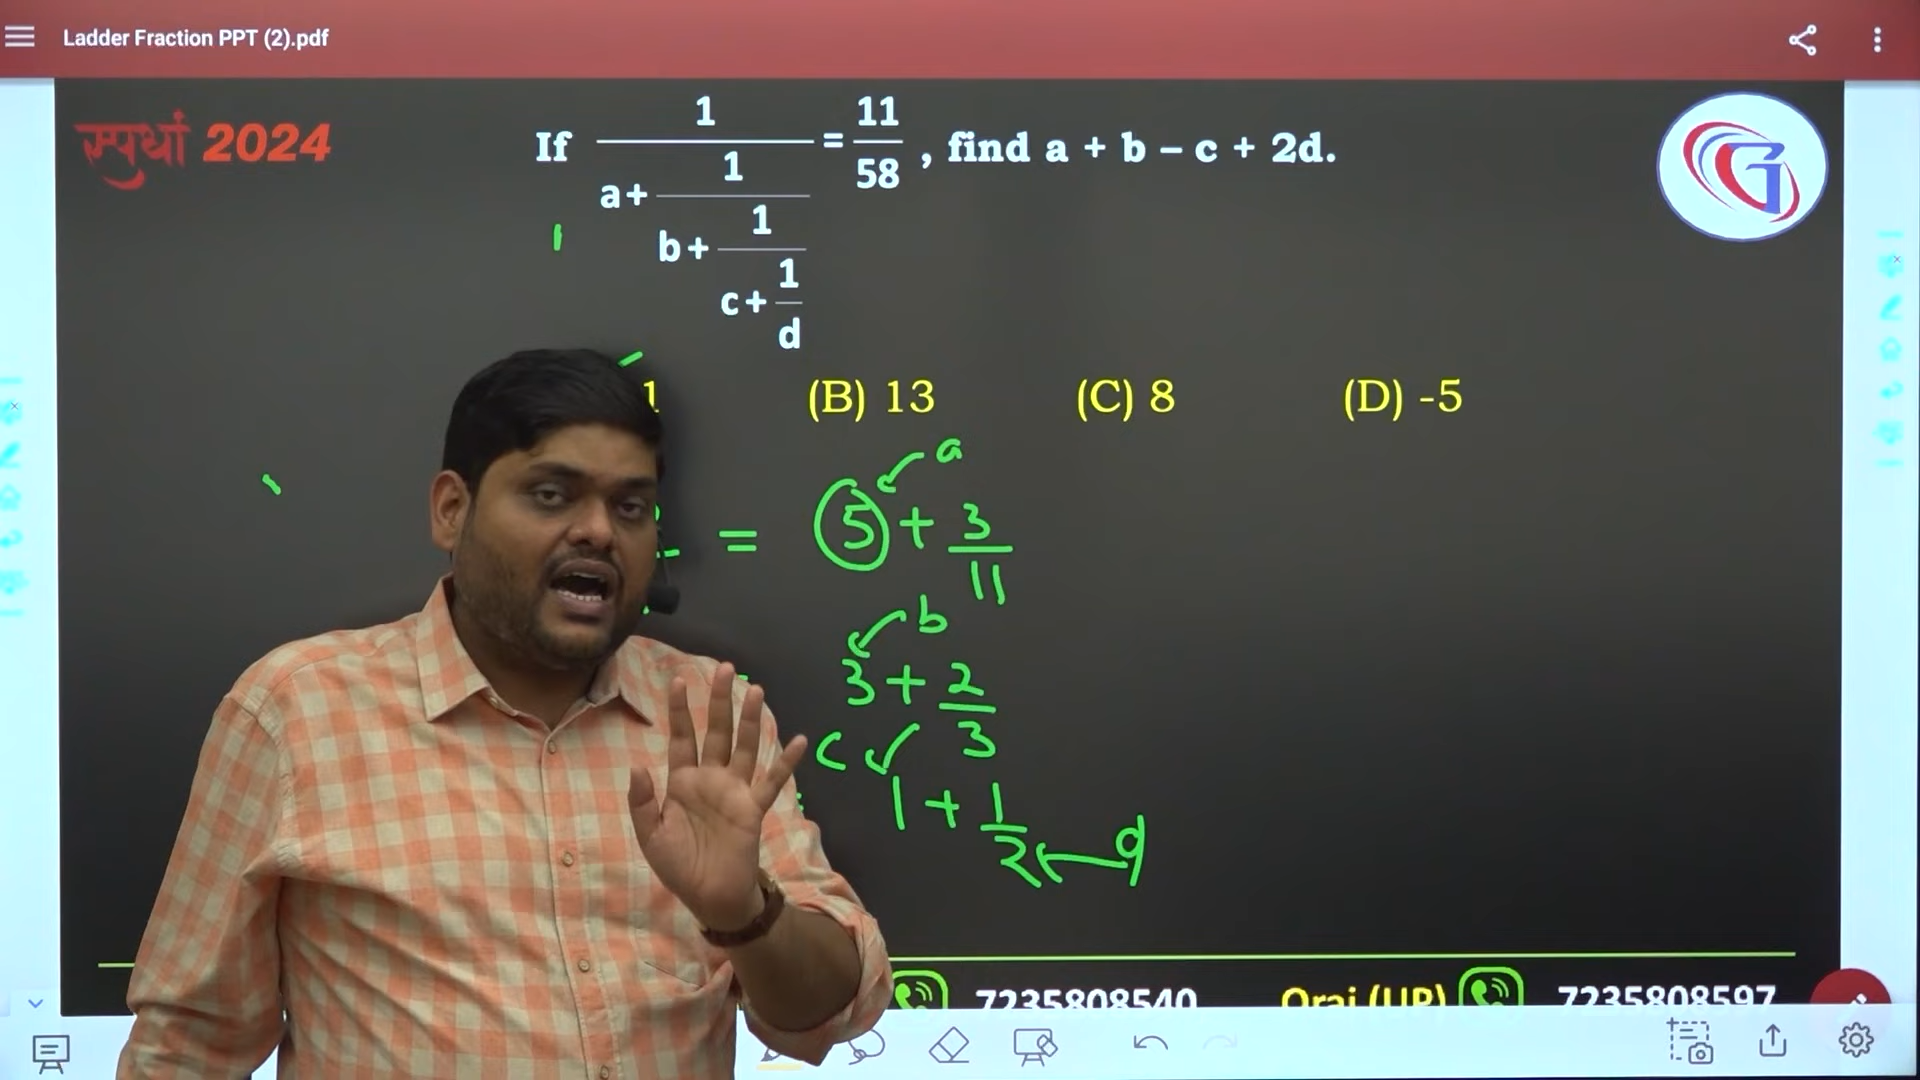 Ladder Fraction PPT (2).pdf
स्पर्धा 2024
If 1/(a+1/(b+1/(c+1/d))) = 11/58 , find a + b − c + 2d.
1 (B) 13 (C) 8 (D) -5
a
= 5 + 3/11
b
3 + 2/3
c
1 + 1/2 d
7235808540 Orai (UP) 7235808597